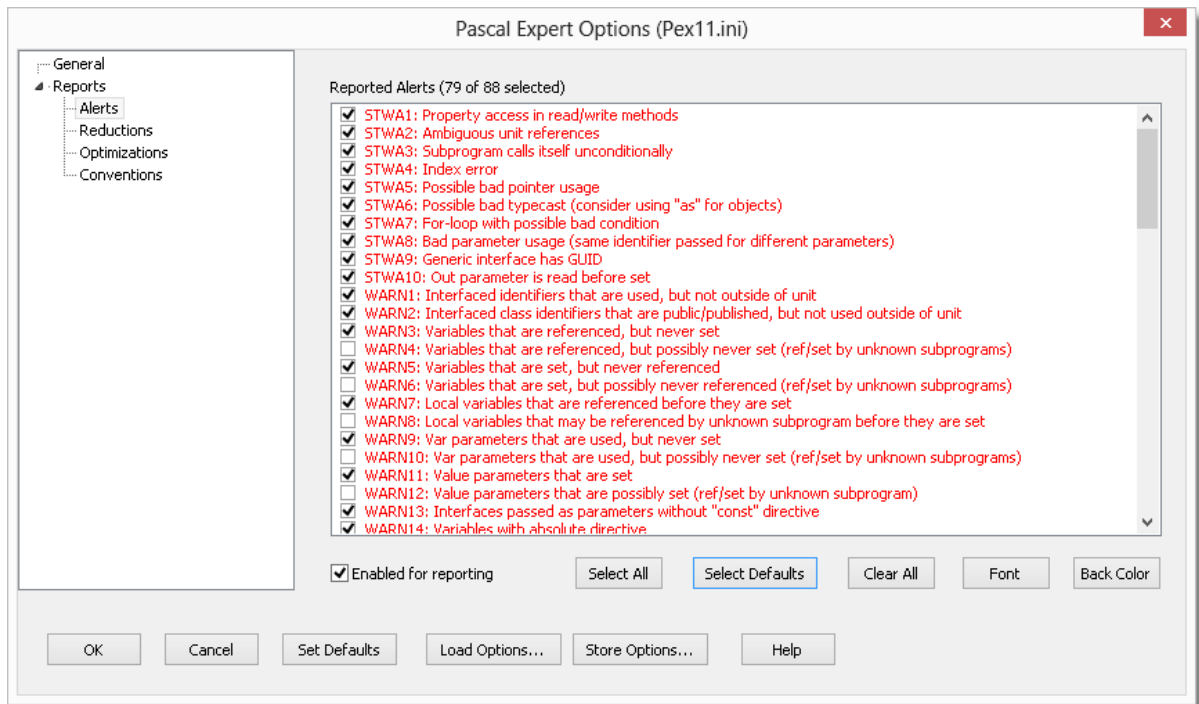 Pascal Expert Options (Pex11.ini)
General
Reports
Alerts
Reductions
Optimizations
Conventions
Reported Alerts (79 of 88 selected)
STWA1: Property access in read/write methods
STWA2: Ambiguous unit references
STWA3: Subprogram calls itself unconditionally
STWA4: Index error
STWA5: Possible bad pointer usage
STWA6: Possible bad typecast (consider using "as" for objects)
STWA7: For-loop with possible bad condition
STWA8: Bad parameter usage (same identifier passed for different parameters)
STWA9: Generic interface has GUID
STWA10: Out parameter is read before set
WARN1: Interfaced identifiers that are used, but not outside of unit
WARN2: Interfaced class identifiers that are public/published, but not used outside of unit
WARN3: Variables that are referenced, but never set
WARN4: Variables that are referenced, but possibly never set (ref/set by unknown subprograms)
WARN5: Variables that are set, but never referenced
WARN6: Variables that are set, but possibly never referenced (ref/set by unknown subprograms)
WARN7: Local variables that are referenced before they are set
WARN8: Local variables that may be referenced by unknown subprogram before they are set
WARN9: Var parameters that are used, but never set
WARN10: Var parameters that are used, but possibly never set (ref/set by unknown subprograms)
WARN11: Value parameters that are set
WARN12: Value parameters that are possibly set (ref/set by unknown subprogram)
WARN13: Interfaces passed as parameters without "const" directive
WARN14: Variables with absolute directive
Enabled for reporting
Select All
Select Defaults
Clear All
Font
Back Color
OK
Cancel
Set Defaults
Load Options...
Store Options...
Help